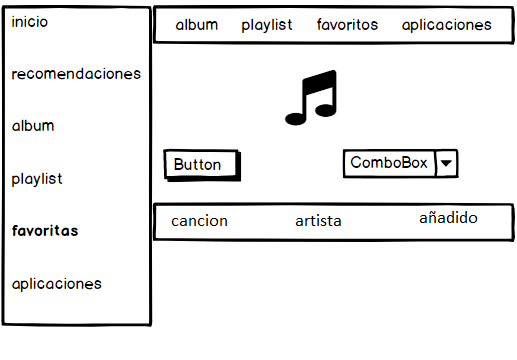 inicio
recomendaciones
album
playlist
favoritas
aplicaciones
album playlist favoritos aplicaciones
Button
ComboBox
cancion artista añadido